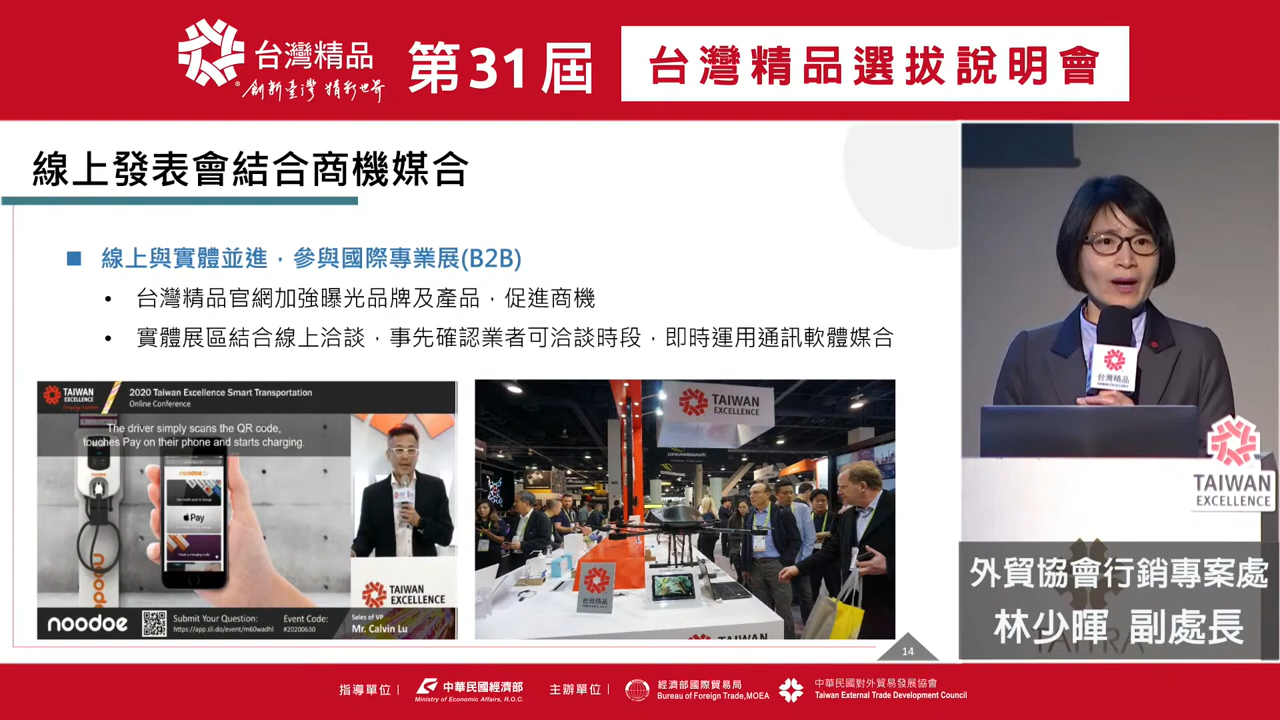 台灣精品
創新臺灣 精彩世界
第31屆
台灣精品選拔說明會
線上發表會結合商機媒合
線上與實體並進，參與國際專業展(B2B)
台灣精品官網加強曝光品牌及產品，促進商機
實體展區結合線上洽談，事先確認業者可洽談時段，即時運用通訊軟體媒合
TAIWAN
EXCELLENCE
2020 Taiwan Excellence Smart Transportation
Online Conference
The driver simply scans the QR code,
touches Pay on their phone and starts charging.
noodoe
Pay
noodoe
TAIWAN
EXCELLENCE
noodoe
Submit Your Question:
https://app.sli.do/event/m60wadhl
Event Code:
#20200630
Sales of VP
Mr. Calvin Lu
TAIWAN
EXCELLENCE
台灣精品
TAIWAN
台灣精品
TAIWAN
EXCELLENCE
外貿協會行銷專案處
林少暉 副處長
TAITRA
14
指導單位
中華民國經濟部
Ministry of Economic Affairs, R.O.C.
主辦單位
經濟部國際貿易局
Bureau of Foreign Trade,MOEA
中華民國對外貿易發展協會
Taiwan External Trade Development Council